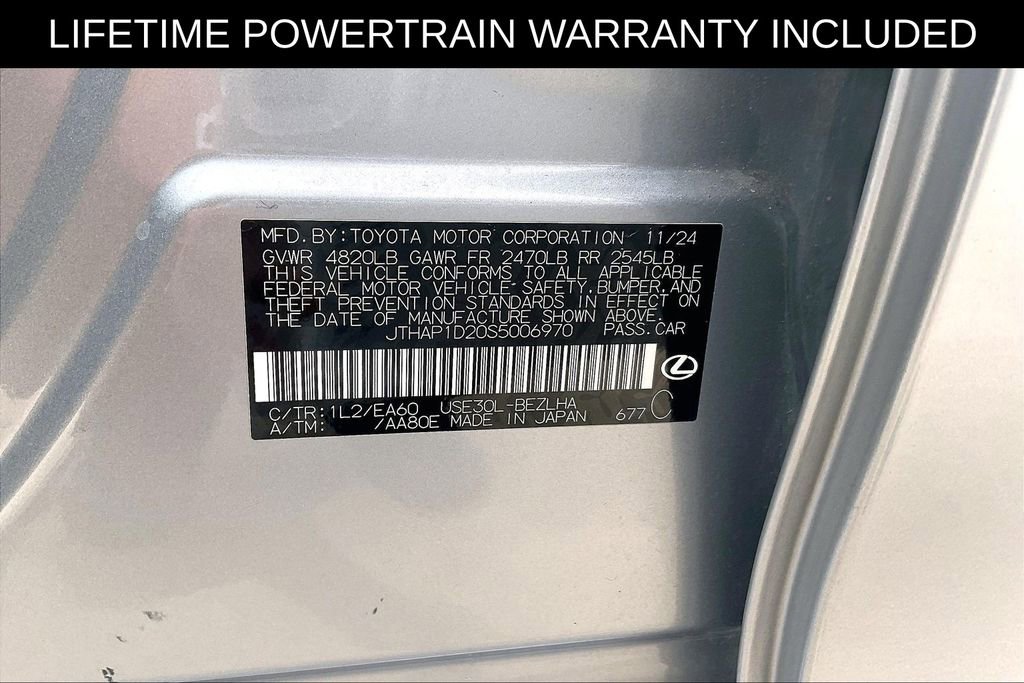 LIFETIME POWERTRAIN WARRANTY INCLUDED
MFD.BY:TOYOTA MOTOR CORPORATION 11/24
GVWR 4820LB GAWR FR 2470LB RR 2545LB
THIS VEHICLE CONFORMS TO ALL APPLICABLE
FEDERAL MOTOR VEHICLE SAFETY,BUMPER,AND
THEFT PREVENTION STANDARDS IN EFFECT ON
THE DATE OF MANUFACTURE SHOWN ABOVE.
JTHAP1D20S5006970 PASS.CAR
C/TR:1L2/EA60 USE30L-BEZLHA
A/TM: /AA80E MADE IN JAPAN 677 C